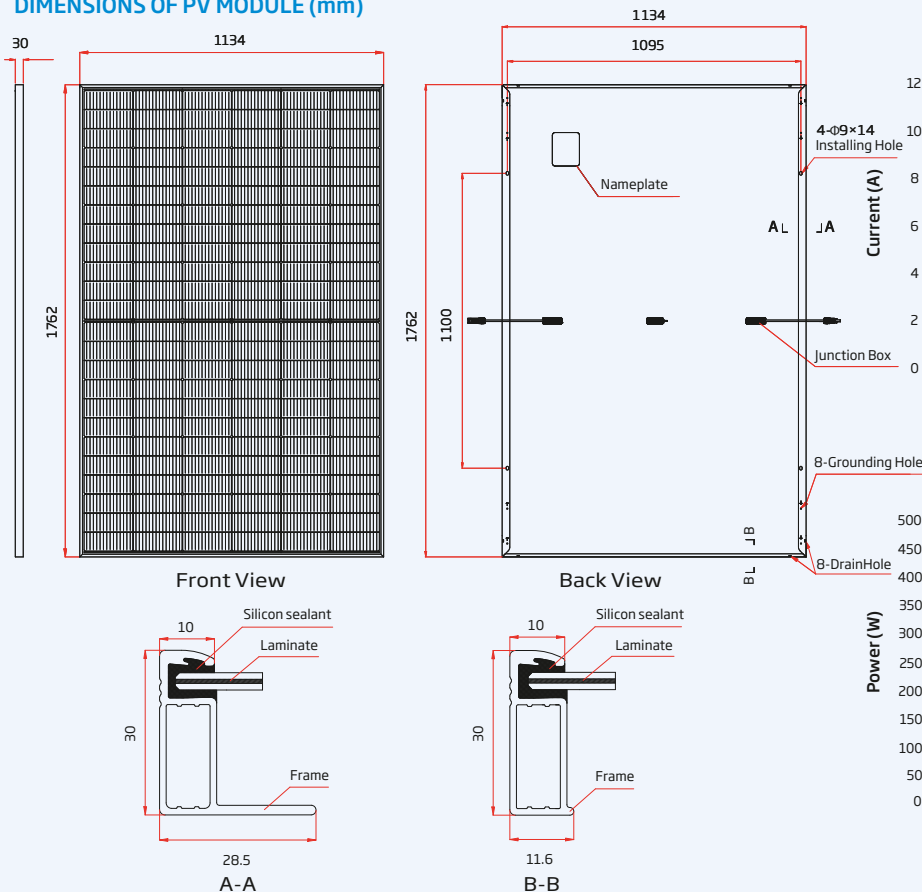 DIMENSIONS OF PV MODULE (mm)
30
1134
1762
Front View
1134
1095
1762
1100
Nameplate
4-Φ9×14
Installing Hole
A
A
Junction Box
8-Grounding Hole
B
B
8-DrainHole
Back View
12
10
8
6
4
2
0
Current (A)
500
450
400
350
300
250
200
150
100
50
0
Power (W)
10
Silicon sealant
Laminate
30
Frame
28.5
A-A
10
Silicon sealant
Laminate
30
Frame
11.6
B-B